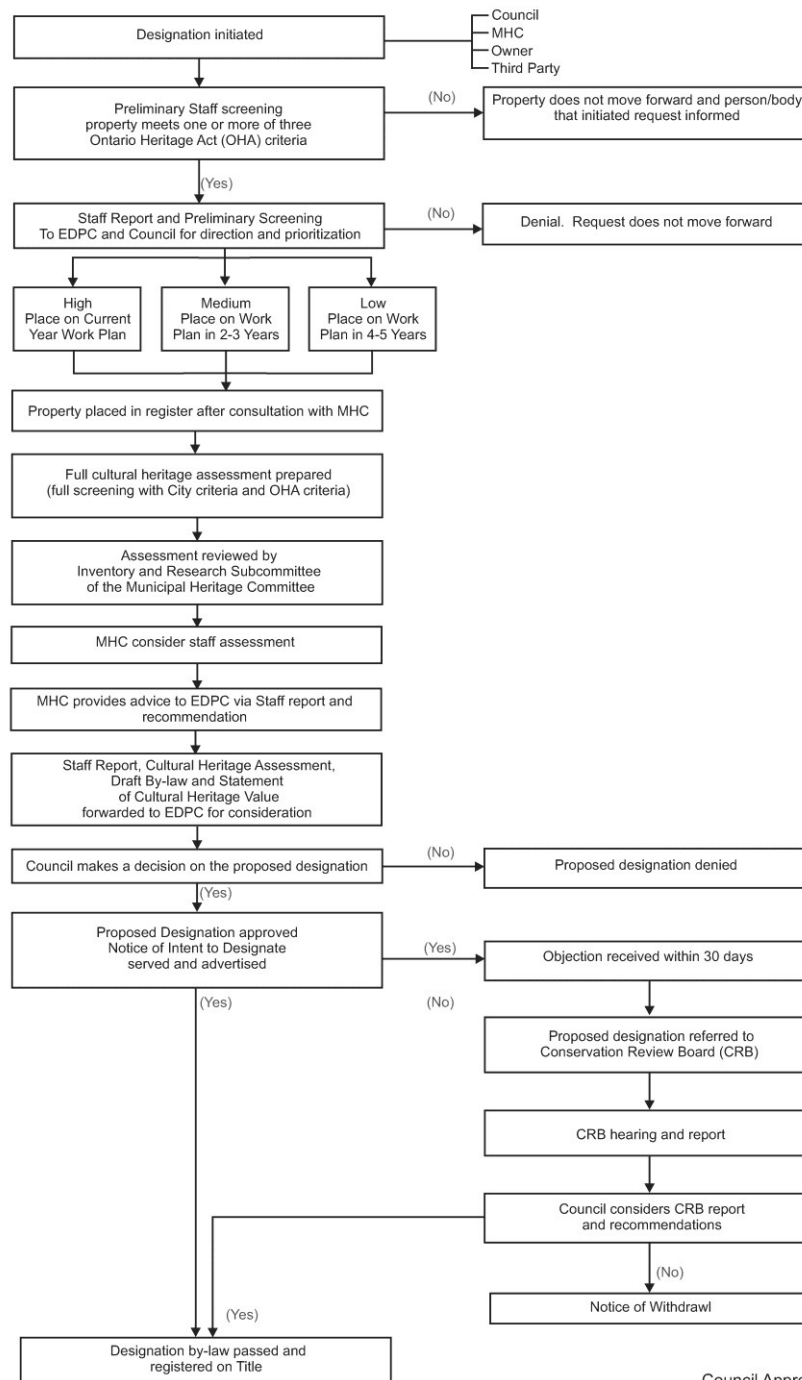 Designation initiated
Council
MHC
Owner
Third Party
Preliminary Staff screening
property meets one or more of three
Ontario Heritage Act (OHA) criteria
(No)
Property does not move forward and person/body
that initiated request informed
(Yes)
Staff Report and Preliminary Screening
To EDPC and Council for direction and prioritization
(No)
Denial. Request does not move forward
High
Place on Current
Year Work Plan
Medium
Place on Work
Plan in 2-3 Years
Low
Place on Work
Plan in 4-5 Years
Property placed in register after consultation with MHC
Full cultural heritage assessment prepared
(full screening with City criteria and OHA criteria)
Assessment reviewed by
Inventory and Research Subcommittee
of the Municipal Heritage Committee
MHC consider staff assessment
MHC provides advice to EDPC via Staff report and
recommendation
Staff Report, Cultural Heritage Assessment,
Draft By-law and Statement
of Cultural Heritage Value
forwarded to EDPC for consideration
Council makes a decision on the proposed designation
(No)
Proposed designation denied
(Yes)
Proposed Designation approved
Notice of Intent to Designate
served and advertised
(Yes)
Objection received within 30 days
(Yes)
(No)
Proposed designation referred to
Conservation Review Board (CRB)
CRB hearing and report
Council considers CRB report
and recommendations
(No)
Notice of Withdrawl
(Yes)
Designation by-law passed and
registered on Title
Council Appro